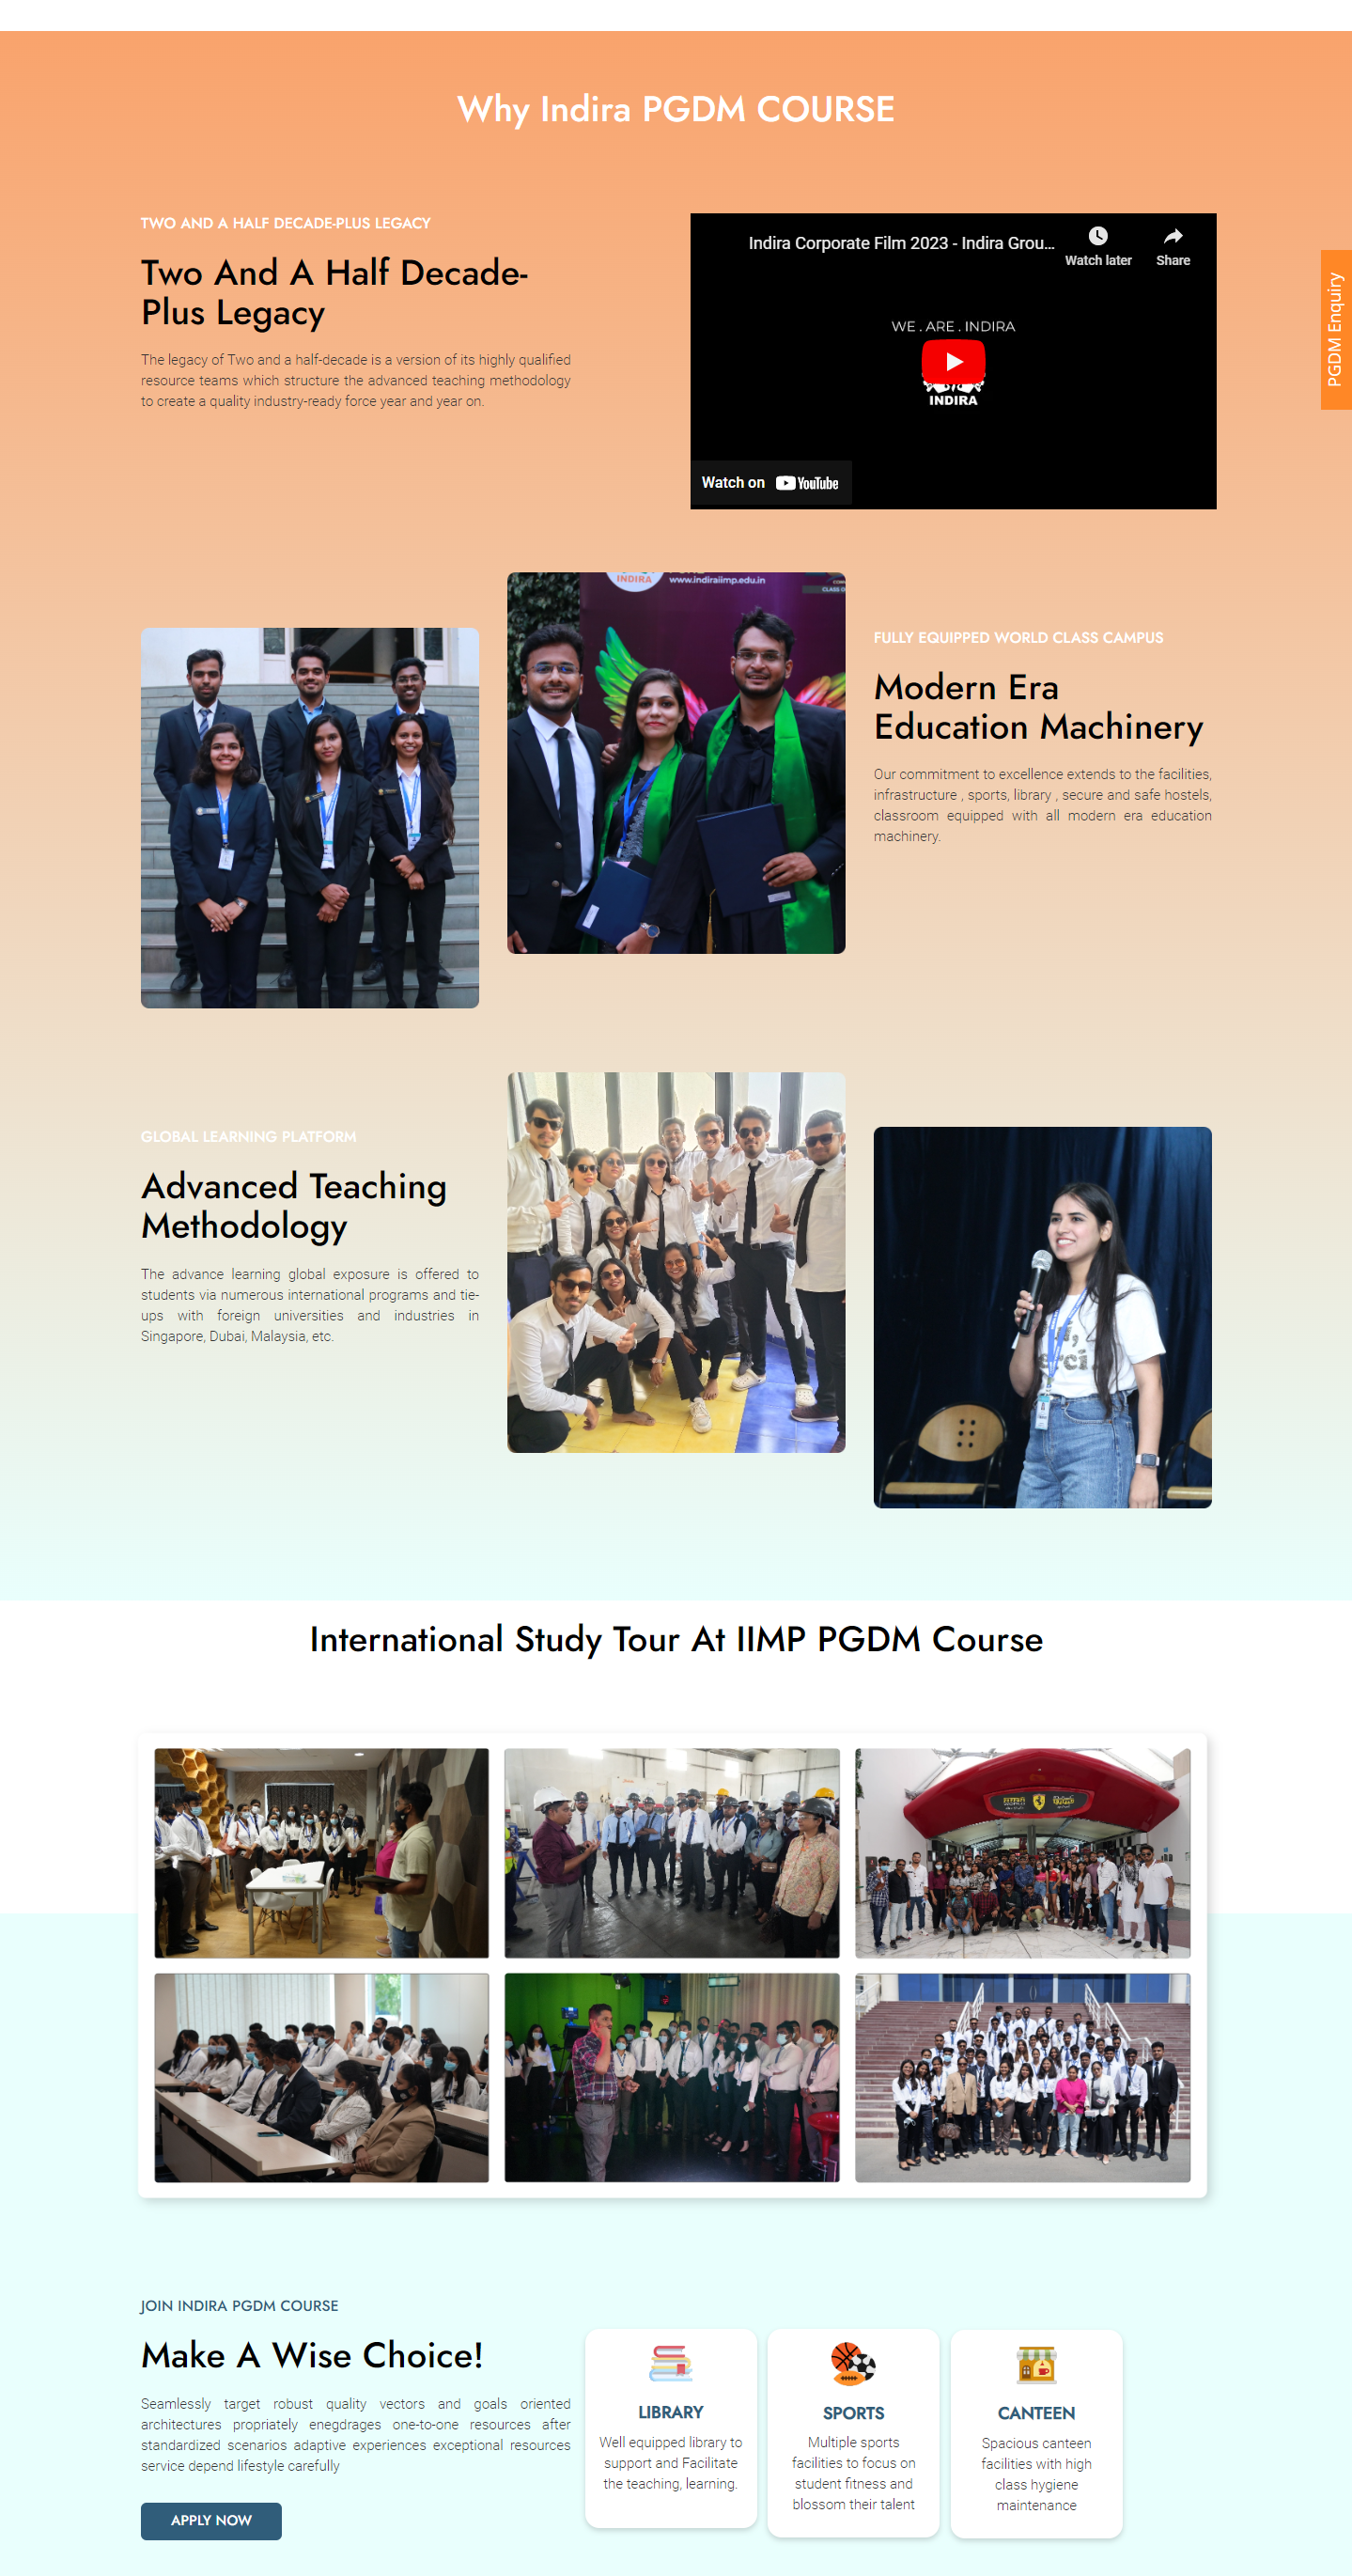 Why Indira PGDM COURSE
TWO AND A HALF DECADE-PLUS LEGACY
Two And A Half Decade-
Plus Legacy
The legacy of Two and a half-decade is a version of its highly qualified
resource teams which structure the advanced teaching methodology
to create a quality industry-ready force year and year on.
Indira Corporate Film 2023 - Indira Grou...
Watch later
Share
WE . ARE . INDIRA
INDIRA
Watch on YouTube
PGDM Enquiry
INDIRA
www.indiraiimp.edu.in
FULLY EQUIPPED WORLD CLASS CAMPUS
Modern Era
Education Machinery
Our commitment to excellence extends to the facilities,
infrastructure , sports, library , secure and safe hostels,
classroom equipped with all modern era education
machinery.
GLOBAL LEARNING PLATFORM
Advanced Teaching
Methodology
The advance learning global exposure is offered to
students via numerous international programs and tie-
ups with foreign universities and industries in
Singapore, Dubai, Malaysia, etc.
International Study Tour At IIMP PGDM Course
JOIN INDIRA PGDM COURSE
Make A Wise Choice!
Seamlessly target robust quality vectors and goals oriented
architectures propriately enegdrages one-to-one resources after
standardized scenarios adaptive experiences exceptional resources
service depend lifestyle carefully
APPLY NOW
LIBRARY
Well equipped library to
support and Facilitate
the teaching, learning.
SPORTS
Multiple sports
facilities to focus on
student fitness and
blossom their talent
CANTEEN
Spacious canteen
facilities with high
class hygiene
maintenance